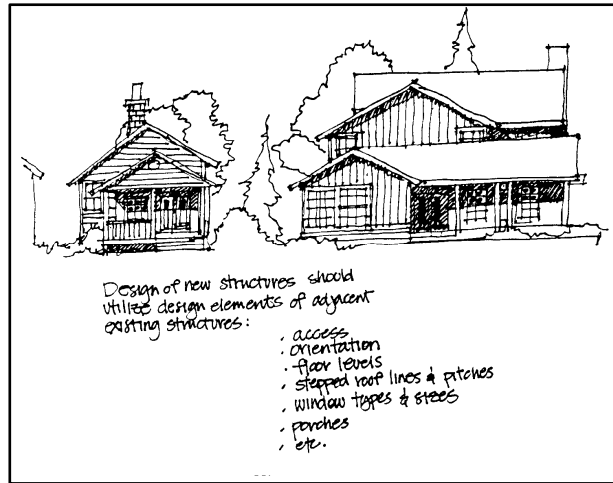 Design of new structures should
utilize design elements of adjacent
existing structures:
. access
. orientation
. floor levels
. stepped roof lines & pitches
. window types & sizes
. porches
. etc.